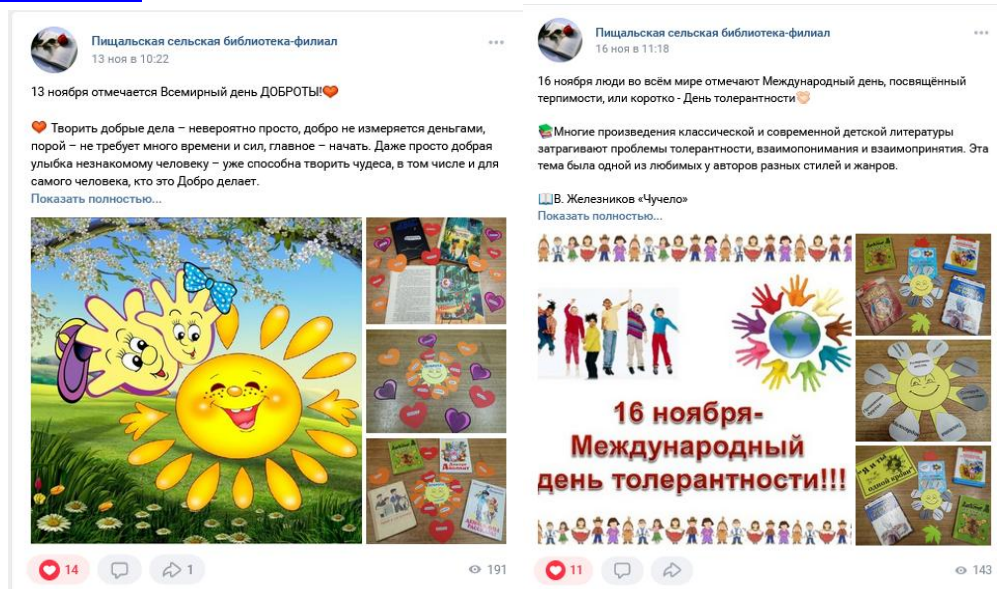 Пищальская сельская библиотека-филиал
13 ноя в 10:22
13 ноября отмечается Всемирный день ДОБРОТЫ!
Творить добрые дела – невероятно просто, добро не измеряется деньгами,
порой – не требует много времени и сил, главное – начать. Даже просто добрая
улыбка незнакомому человеку – уже способна творить чудеса, в том числе и для
самого человека, кто это Добро делает.
Показать полностью...
14
1
191
Пищальская сельская библиотека-филиал
16 ноя в 11:18
16 ноября люди во всём мире отмечают Международный день, посвящённый
терпимости, или коротко - День толерантности
Многие произведения классической и современной детской литературы
затрагивают проблемы толерантности, взаимопонимания и взаимопринятия. Эта
тема была одной из любимых у авторов разных стилей и жанров.
В. Железников «Чучело»
Показать полностью...
16 ноября-
Международный
день толерантности!!!
Я и ты
одной крови
11
143